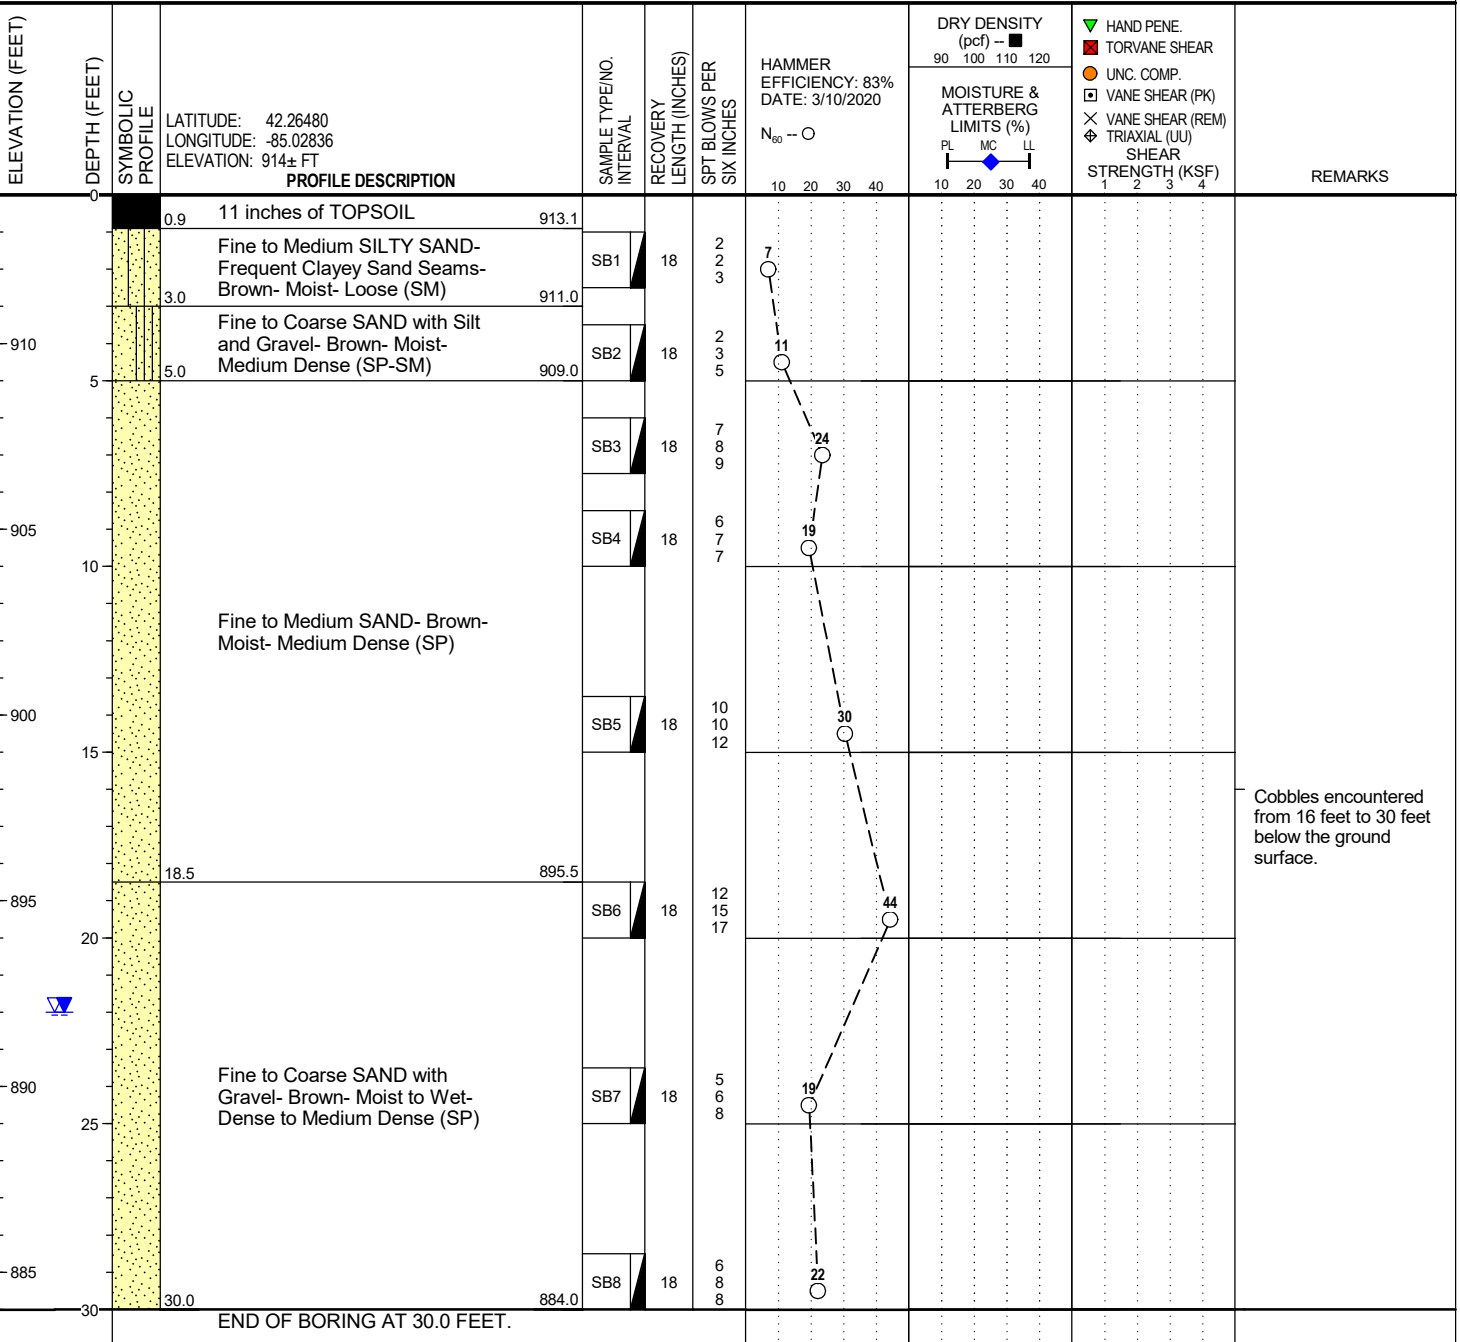 ELEVATION (FEET)
DEPTH (FEET)
SYMBOLIC
PROFILE
LATITUDE: 42.26480
LONGITUDE: -85.02836
ELEVATION: 914± FT
PROFILE DESCRIPTION
SAMPLE TYPE/NO.
INTERVAL
RECOVERY
LENGTH (INCHES)
SPT BLOWS PER
SIX INCHES
HAMMER
EFFICIENCY: 83%
DATE: 3/10/2020
N60 --
10 20 30 40
DRY DENSITY
(pcf) --
90 100 110 120
MOISTURE &
ATTERBERG
LIMITS (%)
PL MC LL
10 20 30 40
HAND PENE.
TORVANE SHEAR
UNC. COMP.
VANE SHEAR (PK)
VANE SHEAR (REM)
TRIAXIAL (UU)
SHEAR
STRENGTH (KSF)
1 2 3 4
REMARKS
0
0.9 11 inches of TOPSOIL 913.1
Fine to Medium SILTY SAND-
Frequent Clayey Sand Seams-
Brown- Moist- Loose (SM)
3.0 911.0
SB1 18
2
2
3
7
910
Fine to Coarse SAND with Silt
and Gravel- Brown- Moist-
Medium Dense (SP-SM)
5.0 909.0
SB2 18
2
3
5
11
5
SB3 18
7
8
9
24
905
SB4 18
6
7
7
19
10
Fine to Medium SAND- Brown-
Moist- Medium Dense (SP)
900
SB5 18
10
10
12
30
15
Cobbles encountered
from 16 feet to 30 feet
below the ground
surface.
18.5 895.5
895
SB6 18
12
15
17
44
20
890
Fine to Coarse SAND with
Gravel- Brown- Moist to Wet-
Dense to Medium Dense (SP)
SB7 18
5
6
8
19
25
885
SB8 18
6
8
8
22
30.0 884.0
30
END OF BORING AT 30.0 FEET.